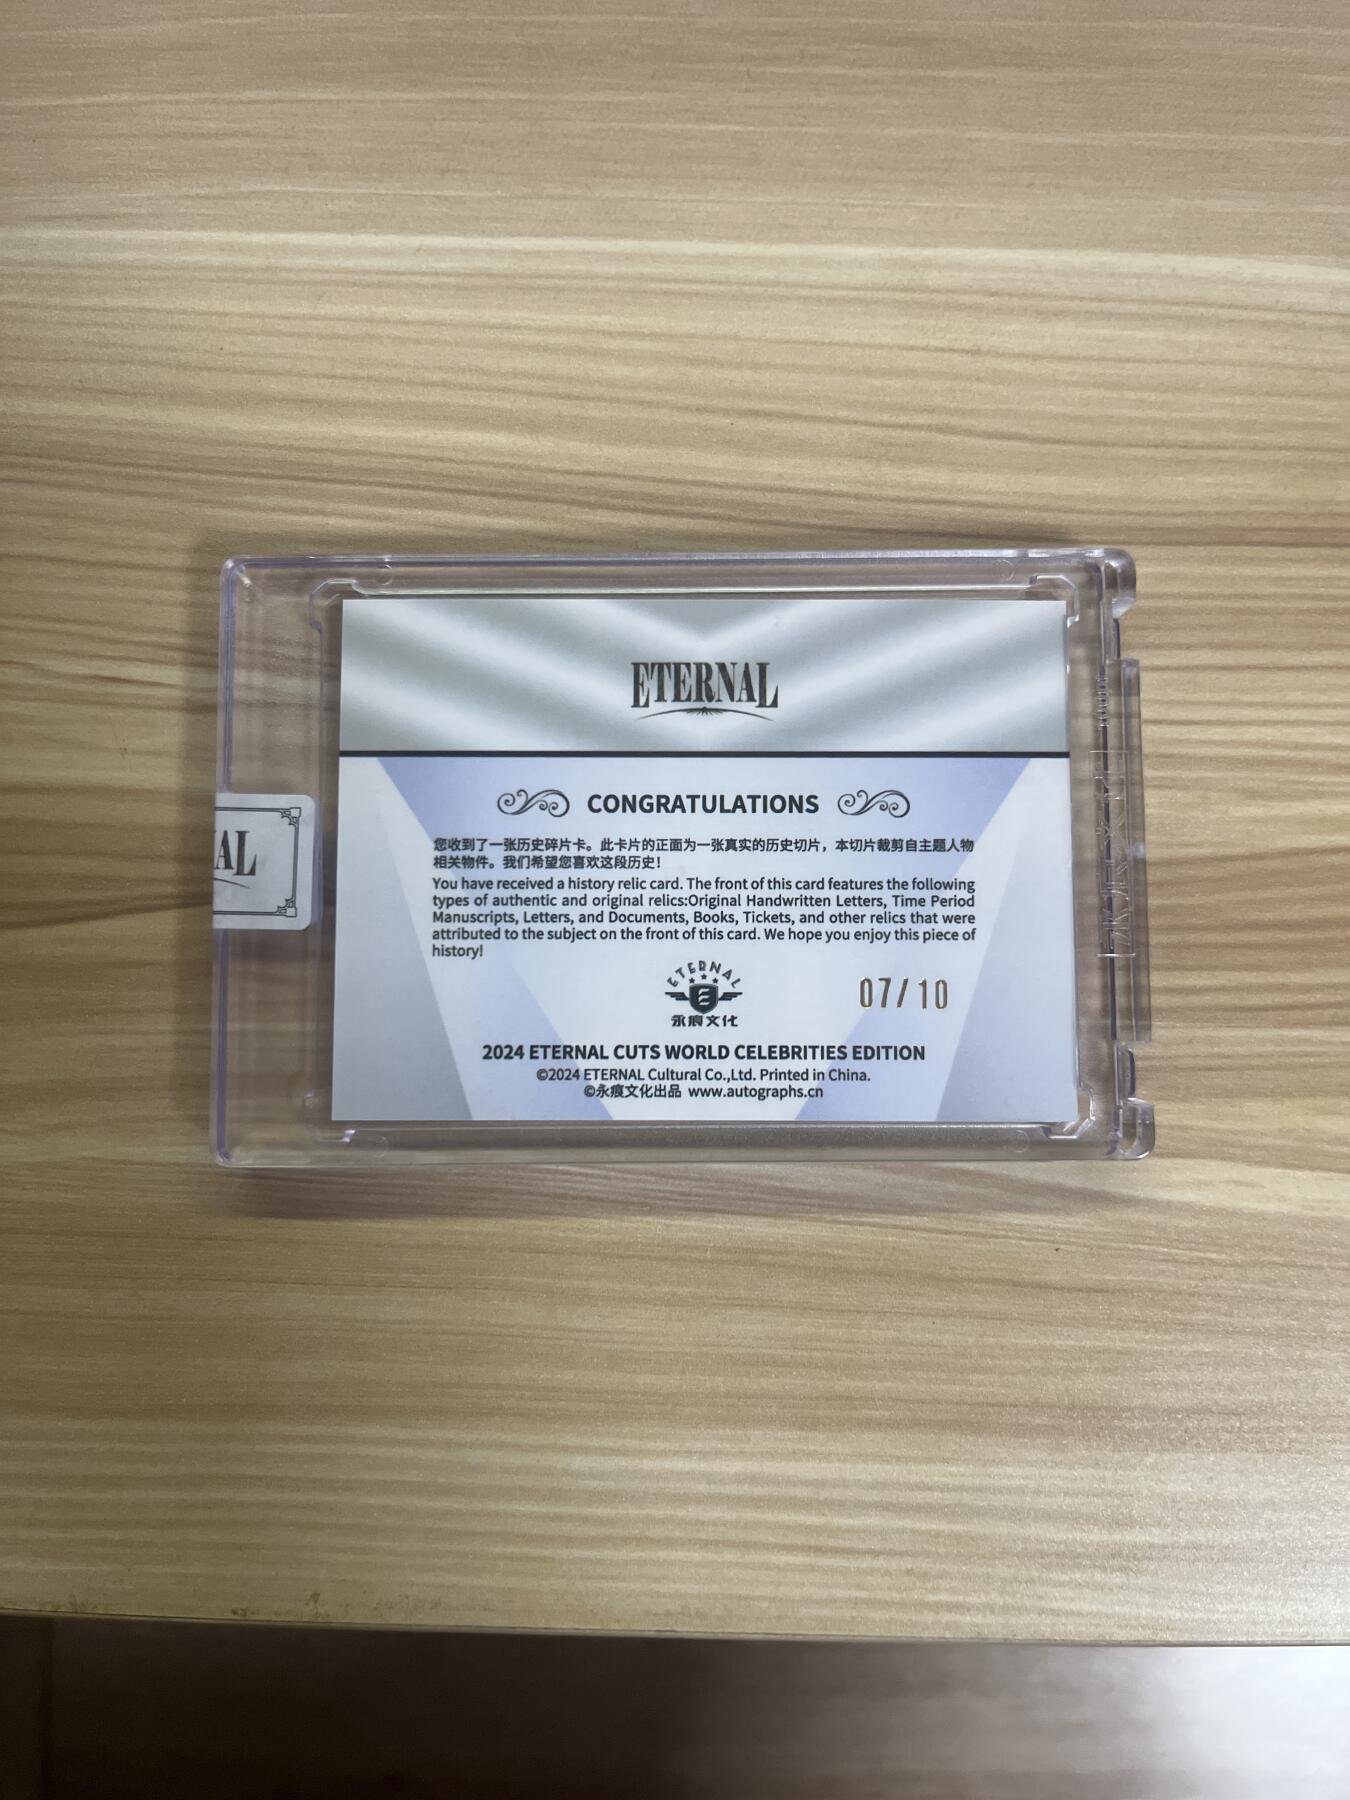 ETERNAL
CONGRATULATIONS
您收到了一张历史碎片卡。此卡片的正面为一张真实的历史切片，本切片裁剪自主题人物
相关物件。我们希望您喜欢这段历史！
You have received a history relic card. The front of this card features the following
types of authentic and original relics:Original Handwritten Letters, Time Period
Manuscripts, Letters, and Documents, Books, Tickets, and other relics that were
attributed to the subject on the front of this card. We hope you enjoy this piece of
history!
AL
ETERNAL
E
永痕文化
07/10
2024 ETERNAL CUTS WORLD CELEBRITIES EDITION
©2024 ETERNAL Cultural Co.,Ltd. Printed in China.
©永痕文化出品 www.autographs.cn